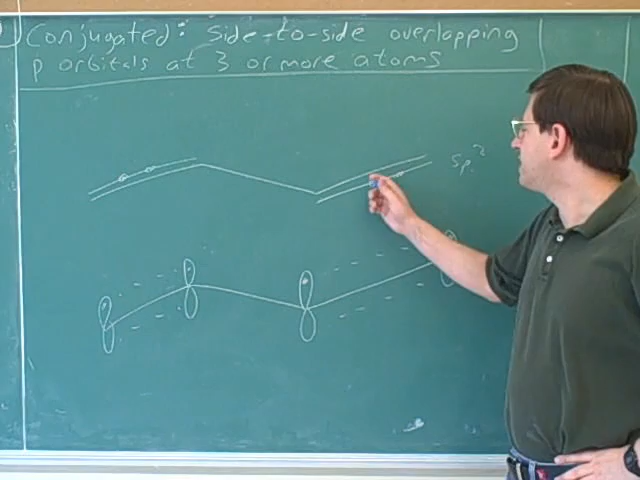 Conjugated: Side-to-side overlapping
p orbitals at 3 or more atoms
sp²